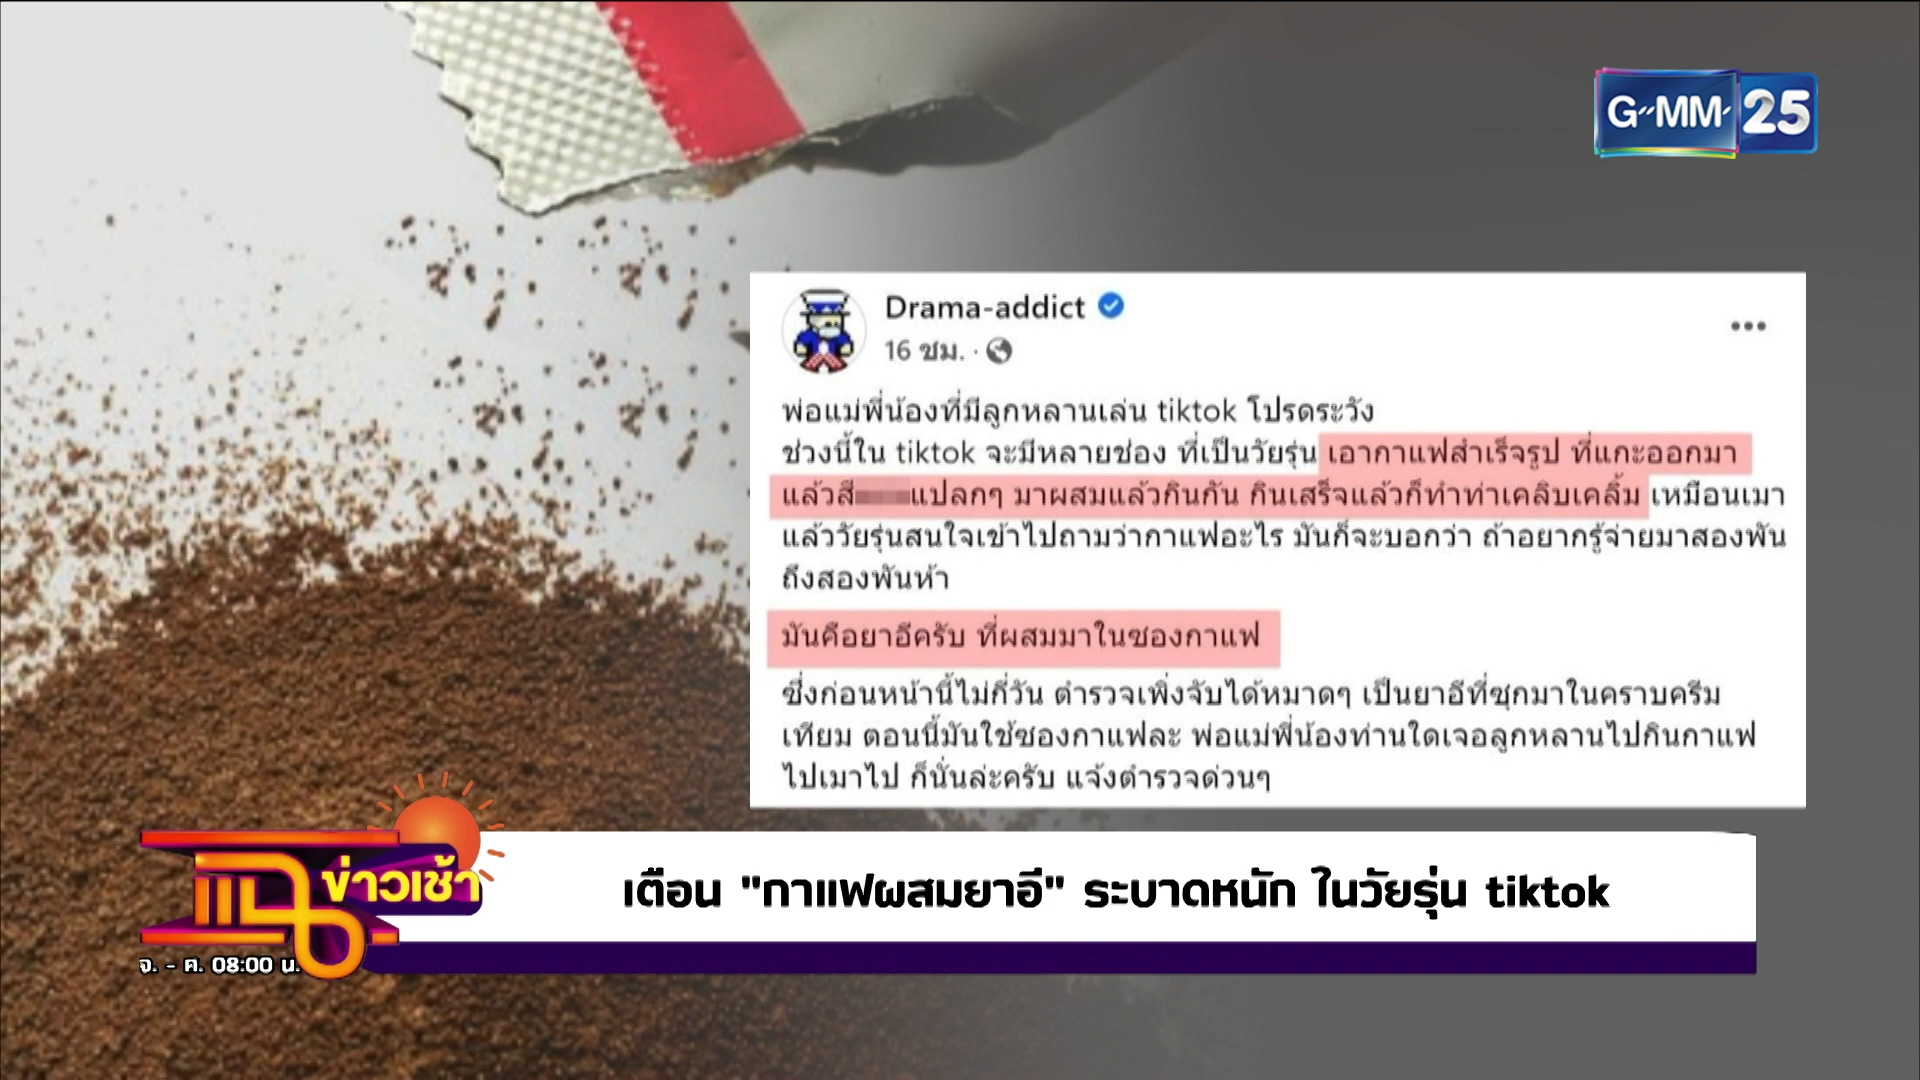 G-MM 25
Drama-addict
16 ชม. ·
พ่อแม่พี่น้องที่มีลูกหลานเล่น tiktok โปรดระวัง
ช่วงนี้ใน tiktok จะมีหลายช่อง ที่เป็นวัยรุ่น เอากาแฟสำเร็จรูป ที่แกะออกมา
แล้วสี แปลกๆ มาผสมแล้วกินกัน กินเสร็จแล้วก็ทำท่าเคลิบเคลิ้ม เหมือนเมา
แล้ววัยรุ่นสนใจเข้าไปถามว่ากาแฟอะไร มันก็จะบอกว่า ถ้าอยากรู้จ่ายมาสองพัน
ถึงสองพันห้า
มันคือยาอีครับ ที่ผสมมาในซองกาแฟ
ซึ่งก่อนหน้านี้ไม่กี่วัน ตำรวจเพิ่งจับได้หมาดๆ เป็นยาอีที่ซุกมาในคราบครีม
เทียม ตอนนี้มันใช้ซองกาแฟละ พ่อแม่พี่น้องท่านใดเจอลูกหลานไปกินกาแฟ
ไปเมาไป ก็นั่นล่ะครับ แจ้งตำรวจด่วนๆ
แฉ ข่าวเช้า
เตือน "กาแฟผสมยาอี" ระบาดหนัก ในวัยรุ่น tiktok
จ. - ศ. 08:00 น.